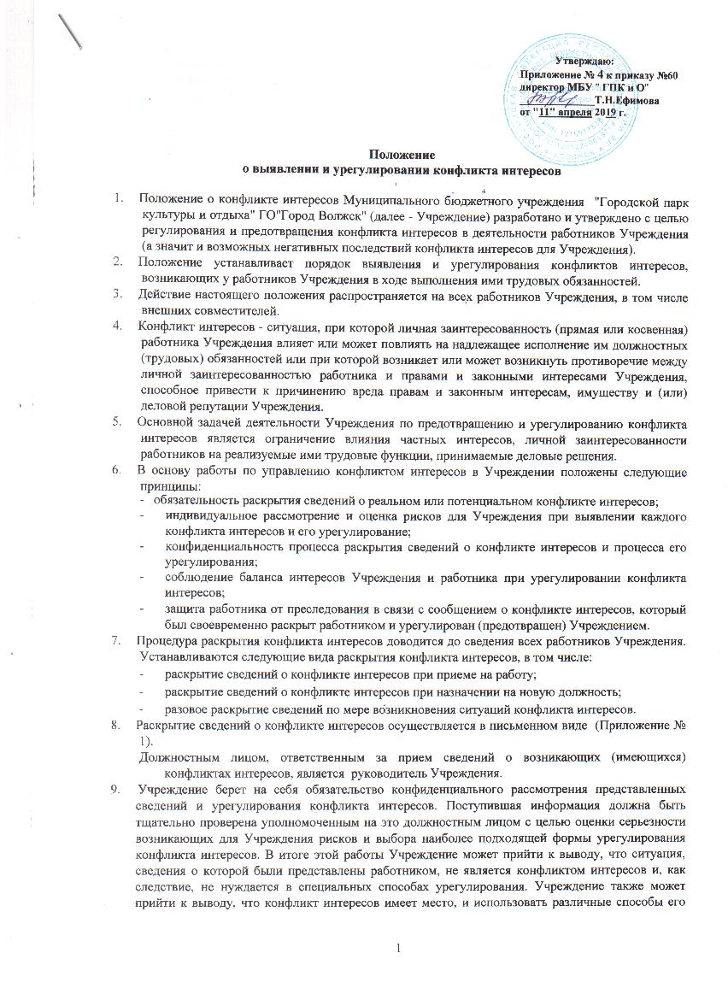 Утверждаю:
Приложение № 4 к приказу №60
директор МБУ " ГПК и О"
____________Т.Н.Ефимова
от "11" апреля 2019 г.
Положение
о выявлении и урегулировании конфликта интересов
1. Положение о конфликте интересов Муниципального бюджетного учреждения "Городской парк
культуры и отдыха" ГО"Город Волжск" (далее - Учреждение) разработано и утверждено с целью
регулирования и предотвращения конфликта интересов в деятельности работников Учреждения
(а значит и возможных негативных последствий конфликта интересов для Учреждения).
2. Положение устанавливает порядок выявления и урегулирования конфликтов интересов,
возникающих у работников Учреждения в ходе выполнения ими трудовых обязанностей.
3. Действие настоящего положения распространяется на всех работников Учреждения, в том числе
внешних совместителей.
4. Конфликт интересов - ситуация, при которой личная заинтересованность (прямая или косвенная)
работника Учреждения влияет или может повлиять на надлежащее исполнение им должностных
(трудовых) обязанностей или при которой возникает или может возникнуть противоречие между
личной заинтересованностью работника и правами и законными интересами Учреждения,
способное привести к причинению вреда правам и законным интересам, имуществу и (или)
деловой репутации Учреждения.
5. Основной задачей деятельности Учреждения по предотвращению и урегулированию конфликта
интересов является ограничение влияния частных интересов, личной заинтересованности
работников на реализуемые ими трудовые функции, принимаемые деловые решения.
6. В основу работы по управлению конфликтом интересов в Учреждении положены следующие
принципы:
- обязательность раскрытия сведений о реальном или потенциальном конфликте интересов;
- индивидуальное рассмотрение и оценка рисков для Учреждения при выявлении каждого
конфликта интересов и его урегулирование;
- конфиденциальность процесса раскрытия сведений о конфликте интересов и процесса его
урегулирования;
- соблюдение баланса интересов Учреждения и работника при урегулировании конфликта
интересов;
- защита работника от преследования в связи с сообщением о конфликте интересов, который
был своевременно раскрыт работником и урегулирован (предотвращен) Учреждением.
7. Процедура раскрытия конфликта интересов доводится до сведения всех работников Учреждения.
Устанавливаются следующие вида раскрытия конфликта интересов, в том числе:
- раскрытие сведений о конфликте интересов при приеме на работу;
- раскрытие сведений о конфликте интересов при назначении на новую должность;
- разовое раскрытие сведений по мере возникновения ситуаций конфликта интересов.
8. Раскрытие сведений о конфликте интересов осуществляется в письменном виде (Приложение №
1).
Должностным лицом, ответственным за прием сведений о возникающих (имеющихся)
конфликтах интересов, является руководитель Учреждения.
9. Учреждение берет на себя обязательство конфиденциального рассмотрения представленных
сведений и урегулирования конфликта интересов. Поступившая информация должна быть
тщательно проверена уполномоченным на это должностным лицом с целью оценки серьезности
возникающих для Учреждения рисков и выбора наиболее подходящей формы урегулирования
конфликта интересов. В итоге этой работы Учреждение может прийти к выводу, что ситуация,
сведения о которой были представлены работником, не является конфликтом интересов и, как
следствие, не нуждается в специальных способах урегулирования. Учреждение также может
прийти к выводу, что конфликт интересов имеет место, и использовать различные способы его
1